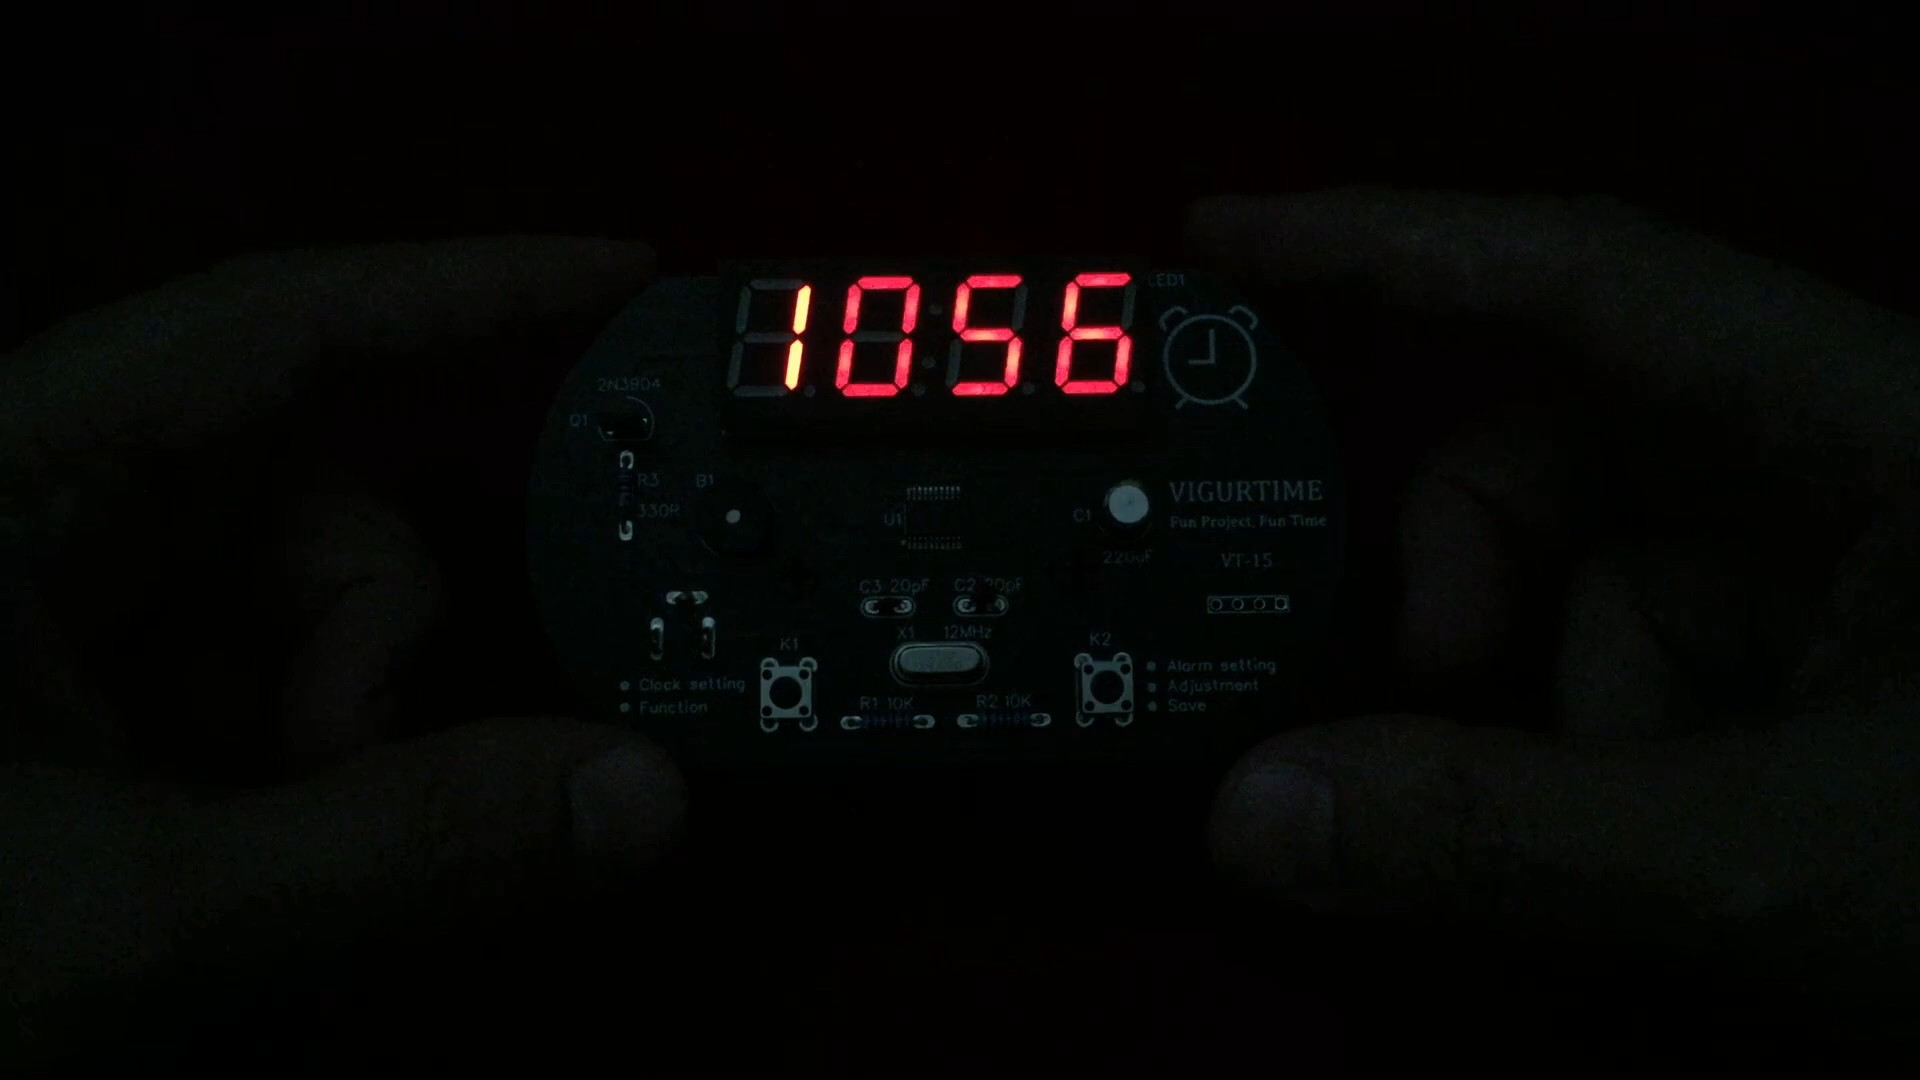 1056
LED1
2N3904
Q1
R3
330R
B1
U1
C1
220uF
VIGURTIME
Fun Project, Fun Time
VT-15
C3 20pF
C2 20pF
X1 12MHz
K1
K2
Clock setting
Function
R1 10K
R2 10K
Alarm setting
Adjustment
Save